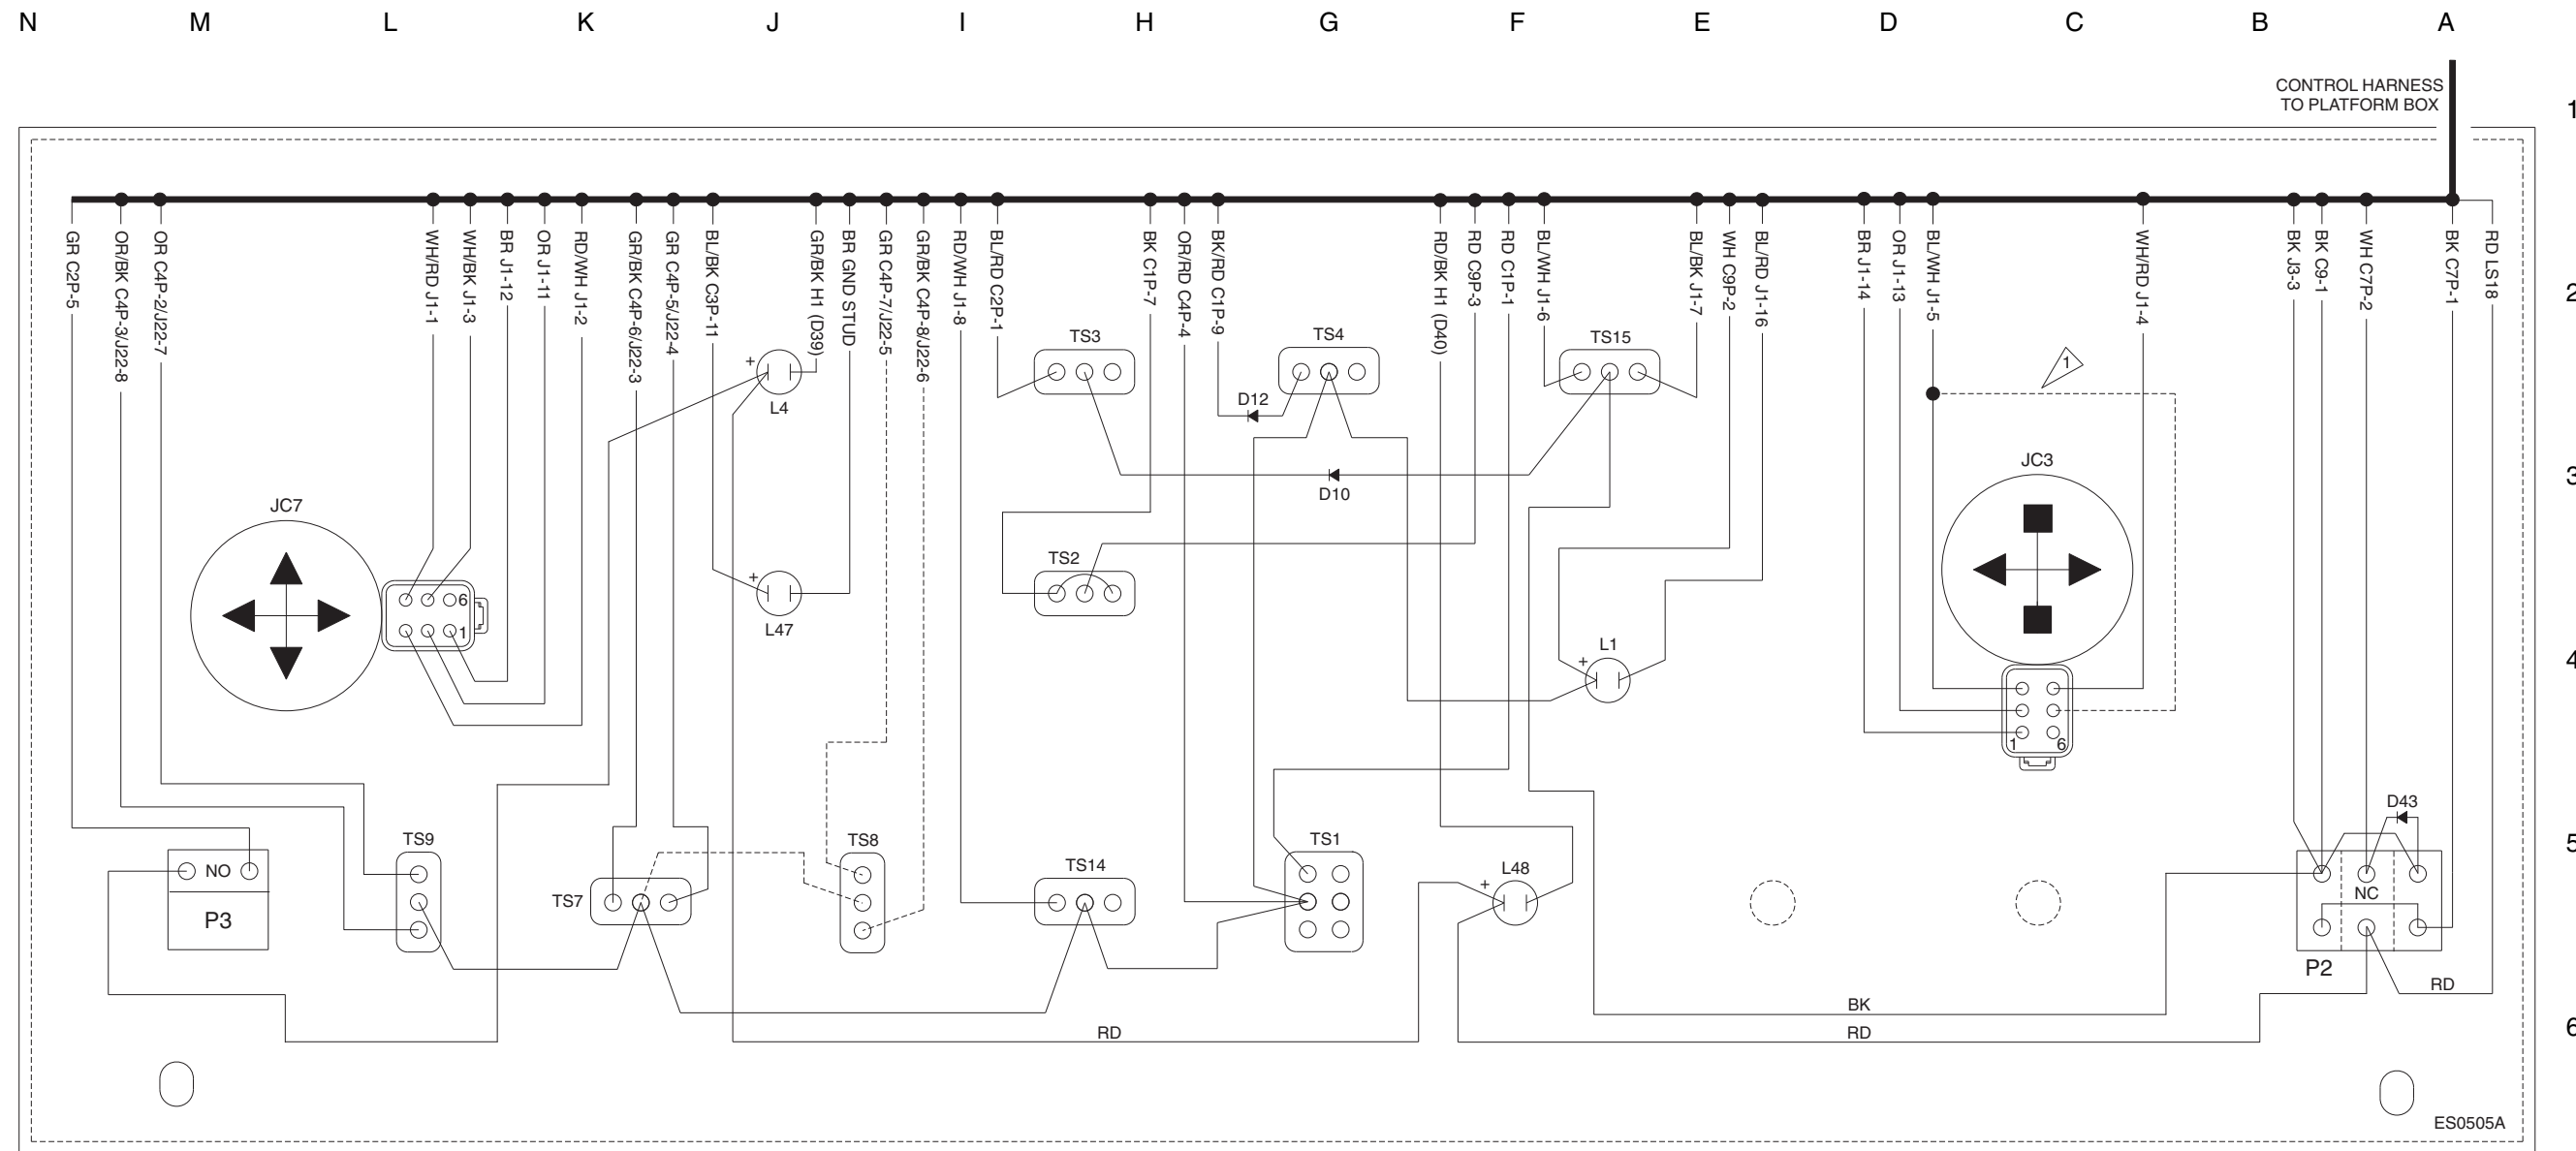 N M L K J I H G F E D C B A
CONTROL HARNESS
TO PLATFORM BOX
1
GR C2P-5
OR/BK C4P-3/J22-8
OR C4P-2/J22-7
WH/RD J1-1
WH/BK J1-3
BR J1-12
OR J1-11
RD/WH J1-2
GR/BK C4P-6/J22-3
GR C4P-5/J22-4
BL/BK C3P-11
GR/BK H1 (D39)
BR GND STUD
GR C4P-7/J22-5
GR/BK C4P-8/J22-6
RD/WH J1-8
BL/RD C2P-1
BK C1P-7
OR/RD C4P-4
BK/RD C1P-9
RD/BK H1 (D40)
RD C9P-3
RD C1P-1
BL/WH J1-6
BL/BK J1-7
WH C9P-2
BL/RD J1-16
BR J1-14
OR J1-13
BL/WH J1-5
WH/RD J1-4
BK J3-3
BK C9-1
WH C7P-2
BK C7P-1
RD LS18
2
TS3
TS4
TS15
+
L4
D12
1
JC3
3
D10
JC7
TS2
+
L47
6
1
L1
+
4
1 6
D43
TS9
TS8
TS1
5
NO
TS14
L48
+
TS7
NC
P3
P2
RD
BK
RD
RD
6
ES0505A